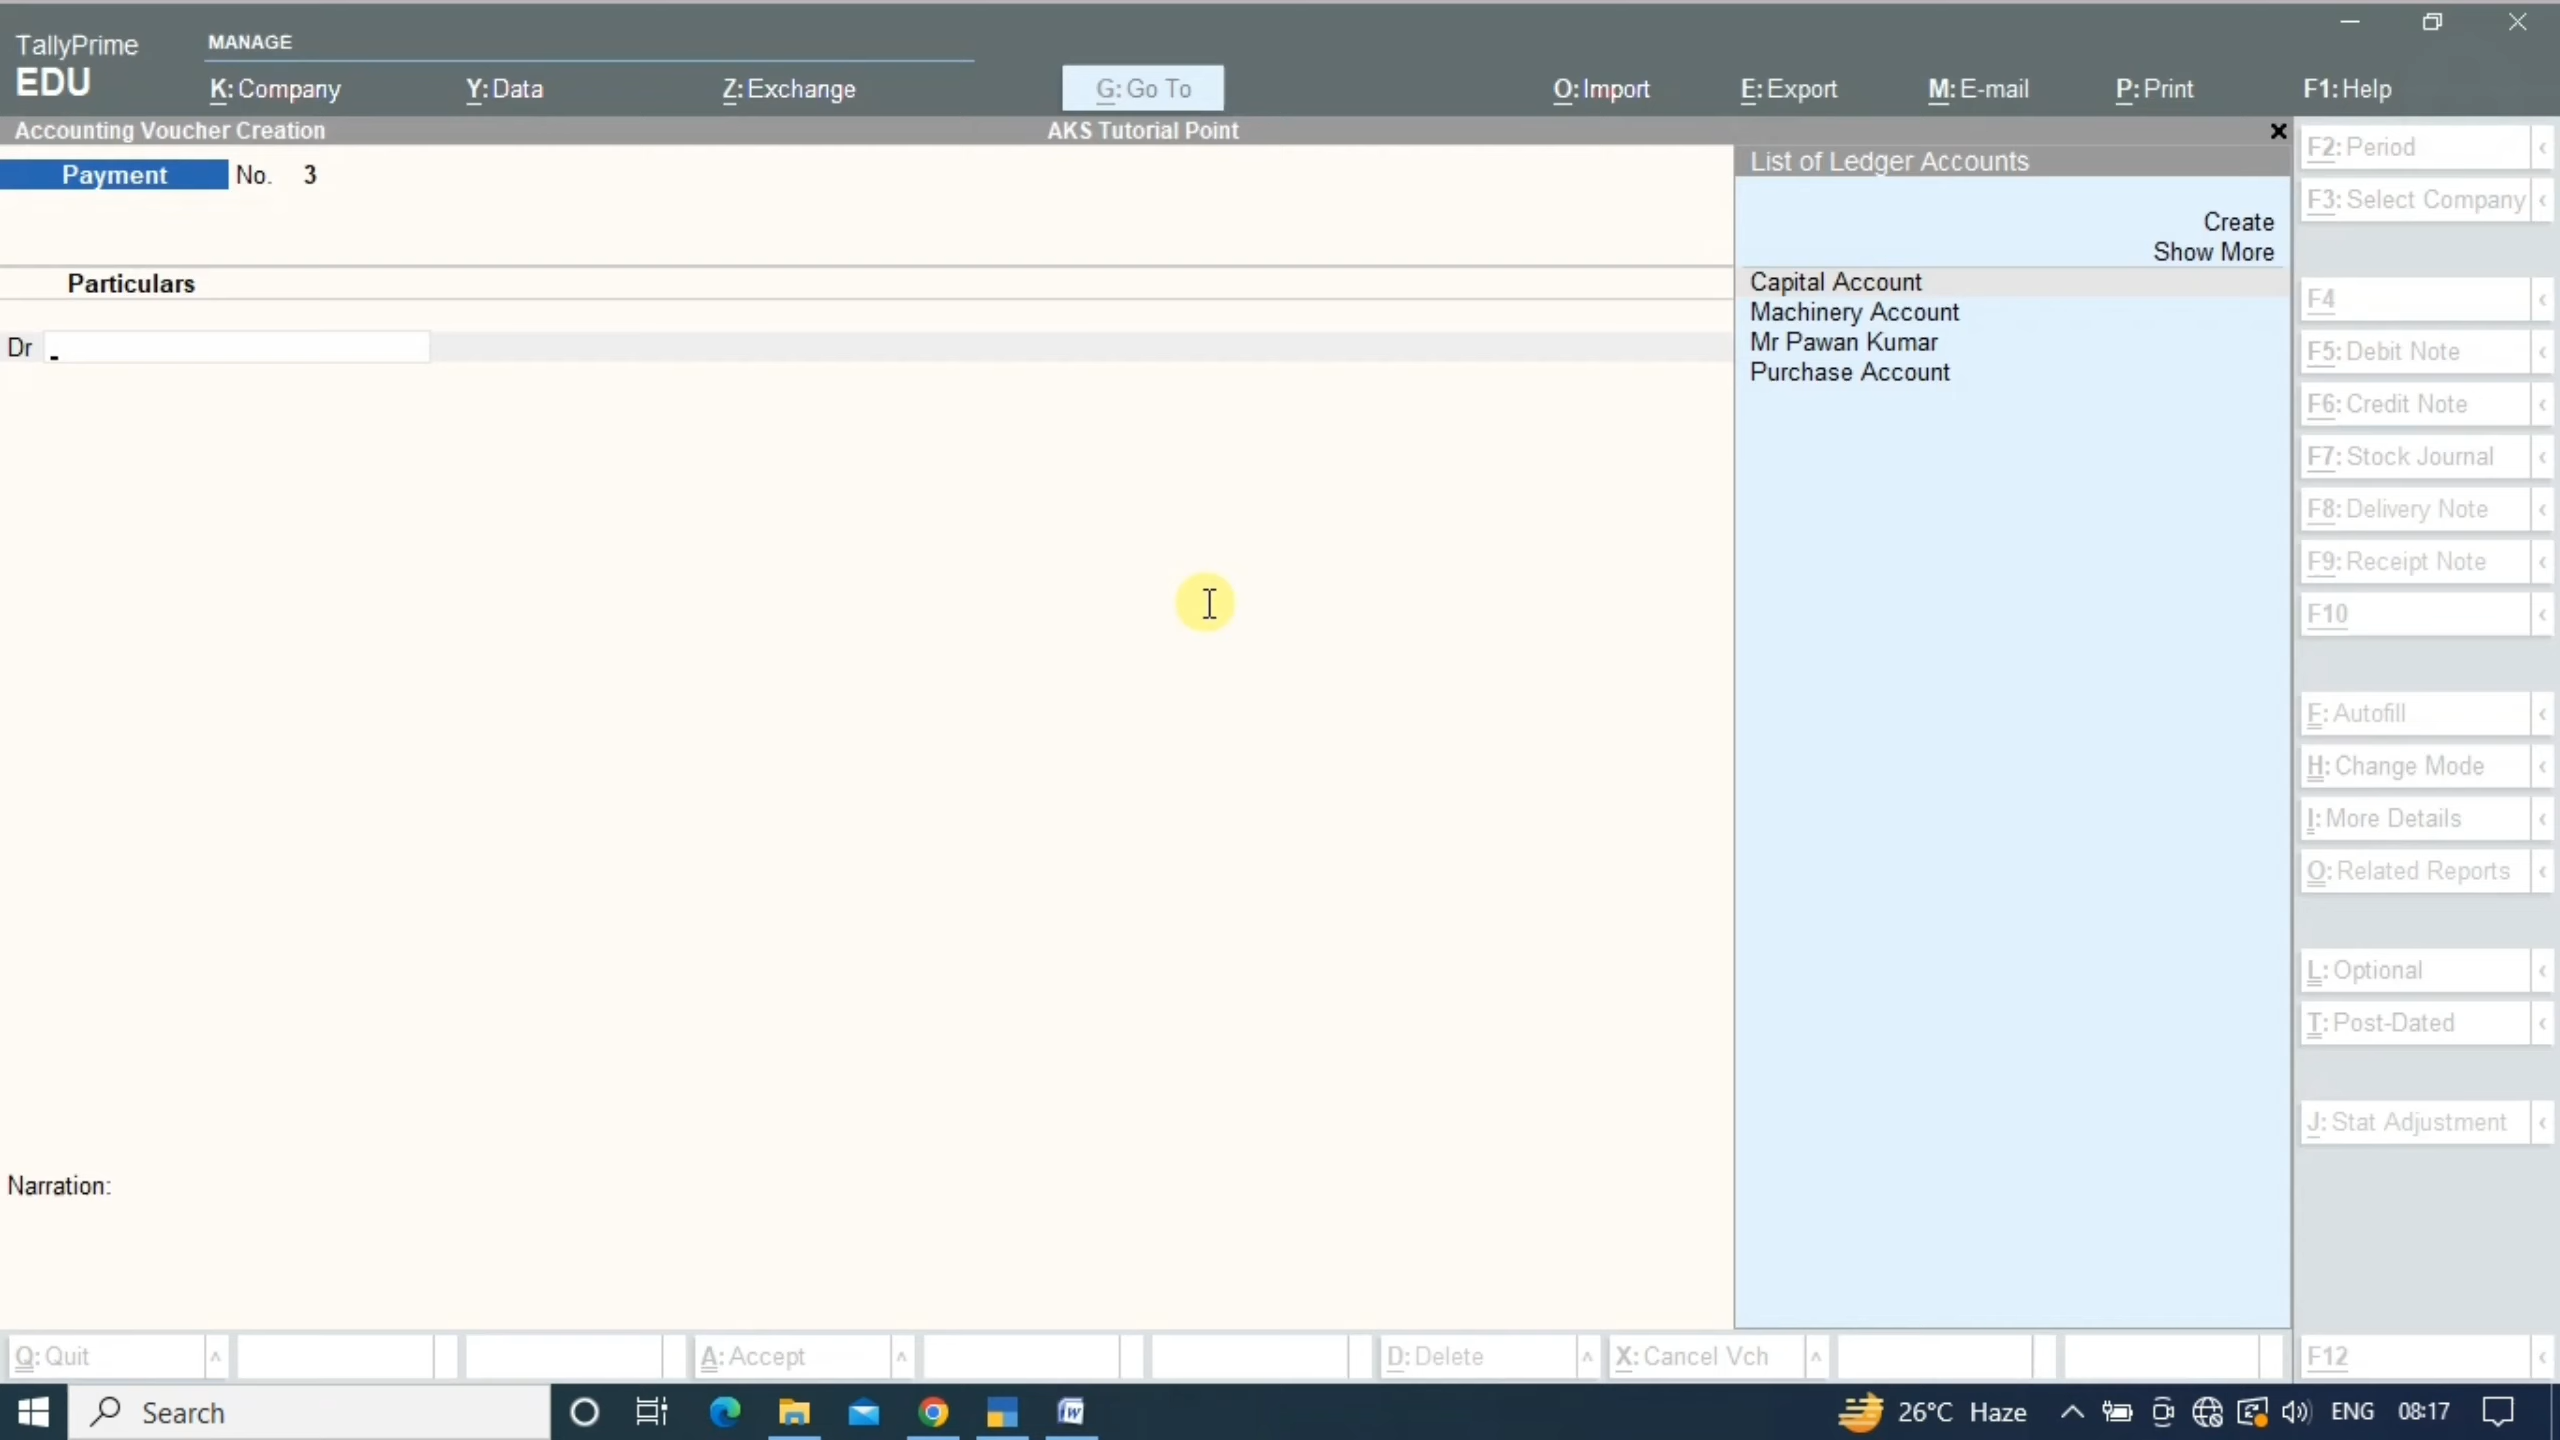 TallyPrime
EDU
MANAGE
K: Company
Y: Data
Z: Exchange
G: Go To
O: Import
E: Export
M: E-mail
P: Print
F1: Help
Accounting Voucher Creation
AKS Tutorial Point
Payment No. 3
Particulars
Dr
Narration:
List of Ledger Accounts
Create
Show More
Capital Account
Machinery Account
Mr Pawan Kumar
Purchase Account
F2: Period
F3: Select Company
F4
F5: Debit Note
F6: Credit Note
F7: Stock Journal
F8: Delivery Note
F9: Receipt Note
F10
F: Autofill
H: Change Mode
I: More Details
O: Related Reports
L: Optional
T: Post-Dated
J: Stat Adjustment
F12
Q: Quit
A: Accept
D: Delete
X: Cancel Vch
Search
26°C Haze
ENG
08:17